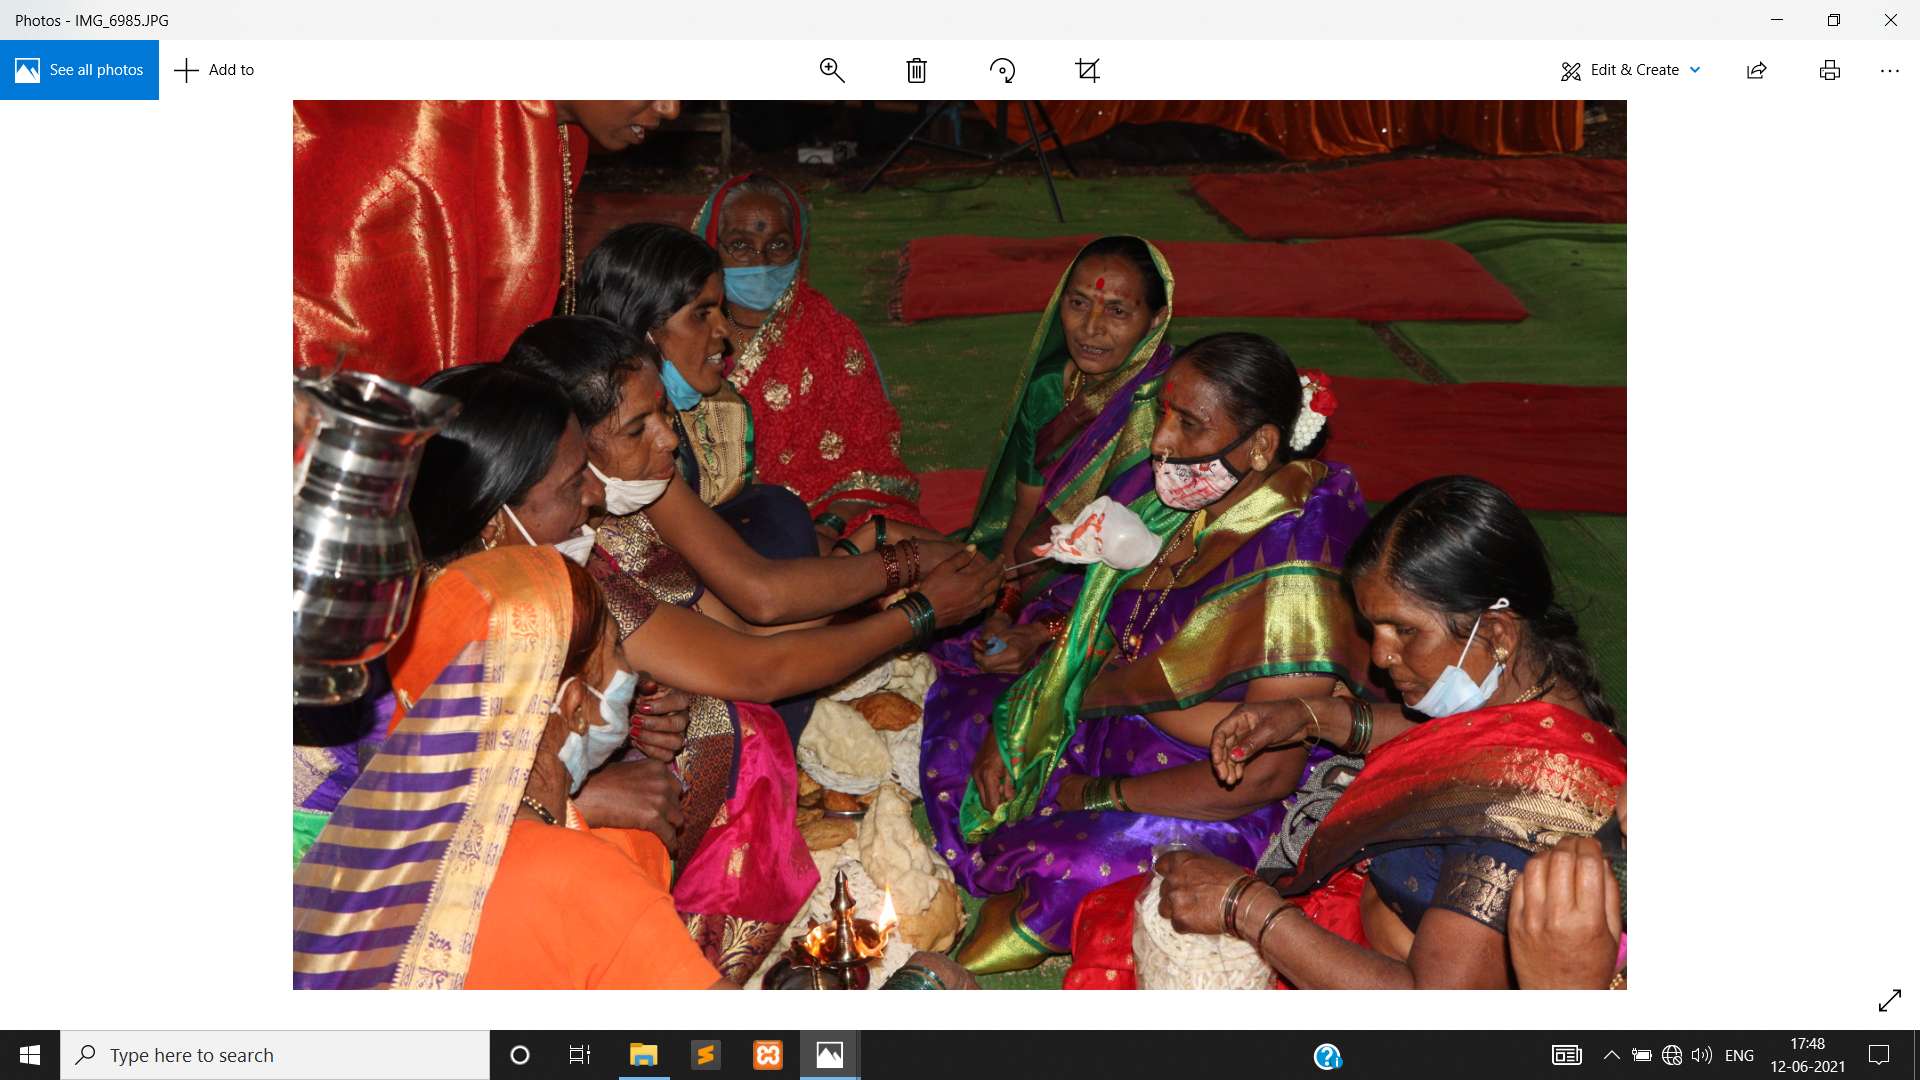 Photos - IMG_6985.JPG
See all photos
Add to
Edit & Create
Type here to search
ENG
17:48
12-06-2021